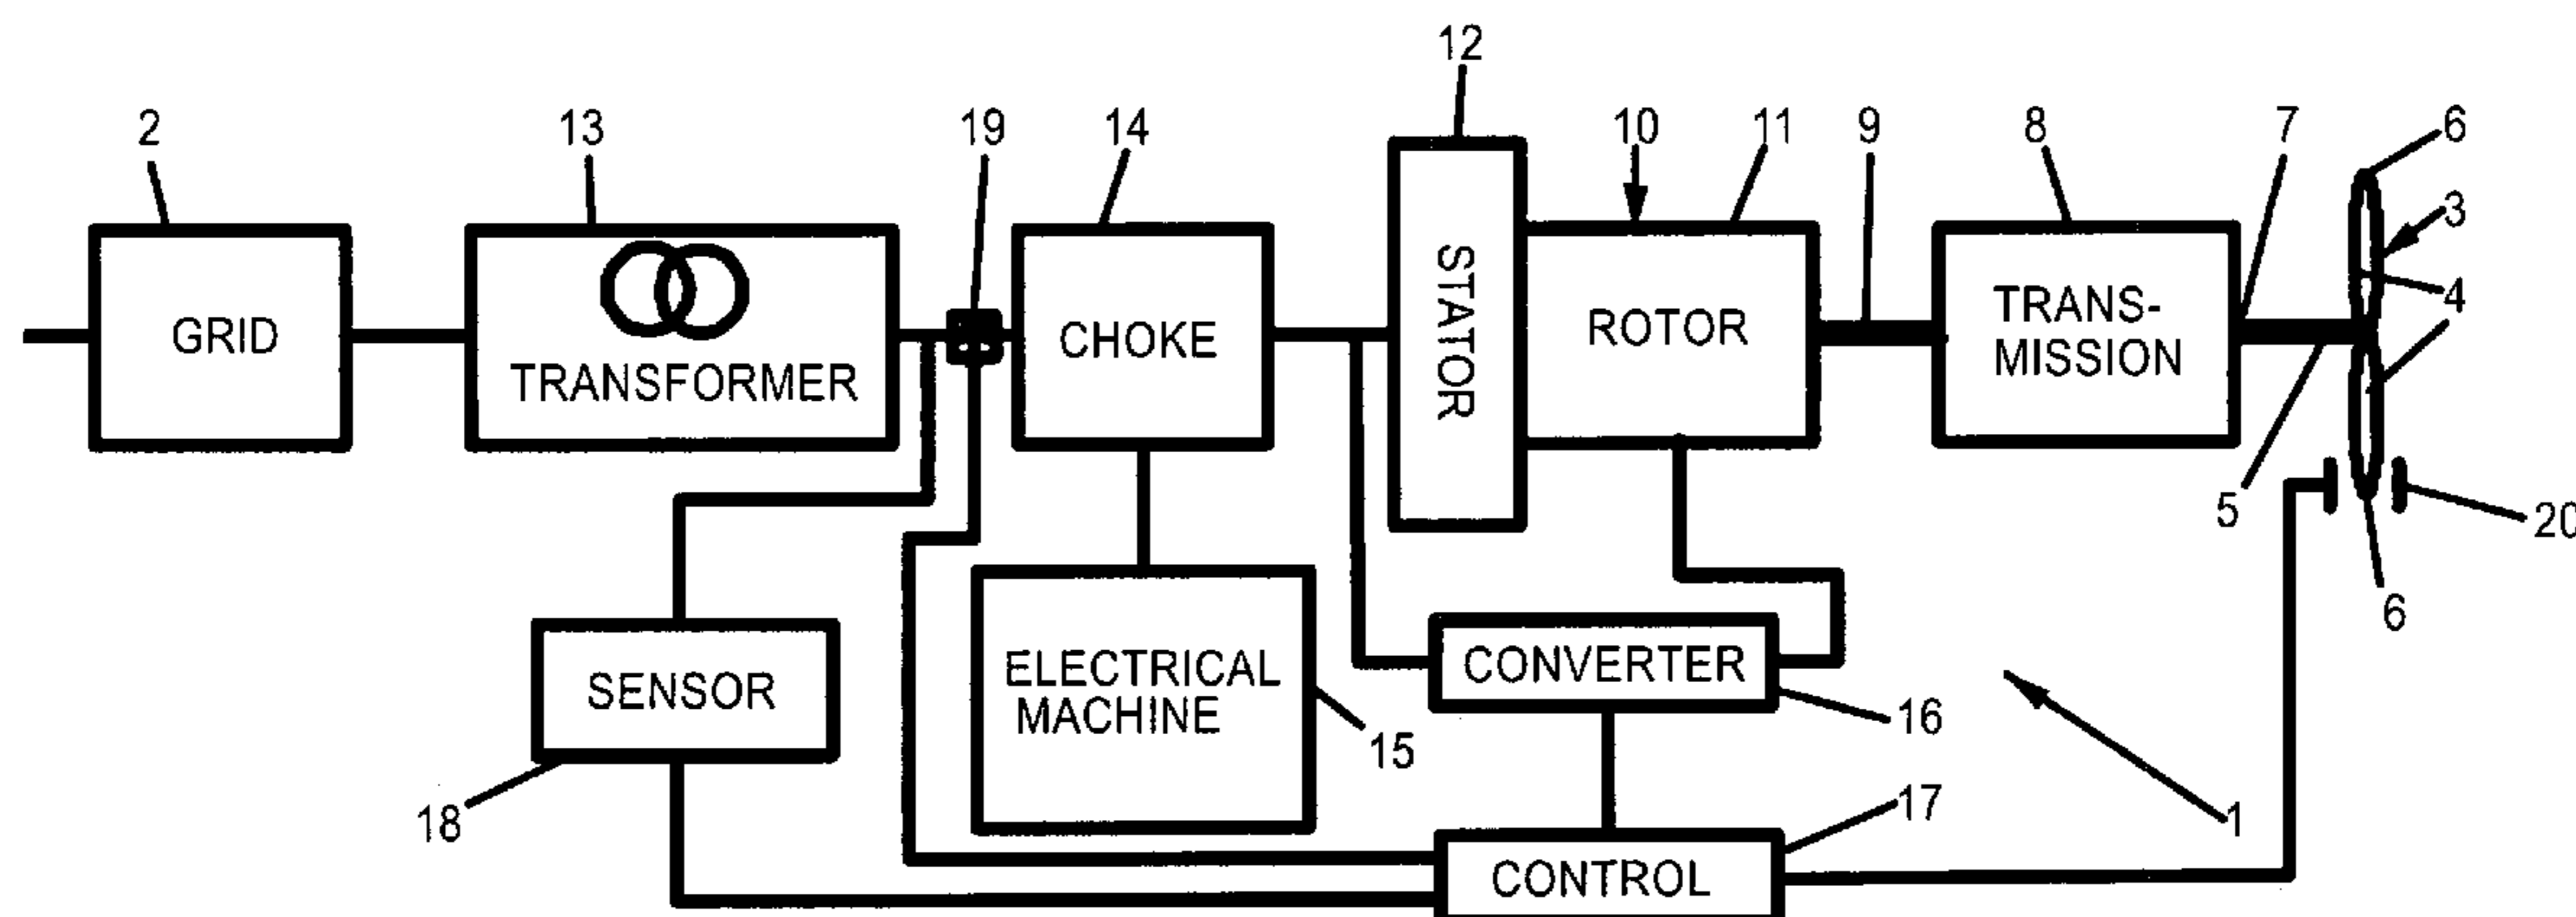 12
2
13
19
14
10
11
9
8
7
6
3
4
GRID
TRANSFORMER
CHOKE
STATOR
ROTOR
TRANS-
MISSION
5
20
6
SENSOR
ELECTRICAL
MACHINE
CONVERTER
15
16
18
17
1
CONTROL